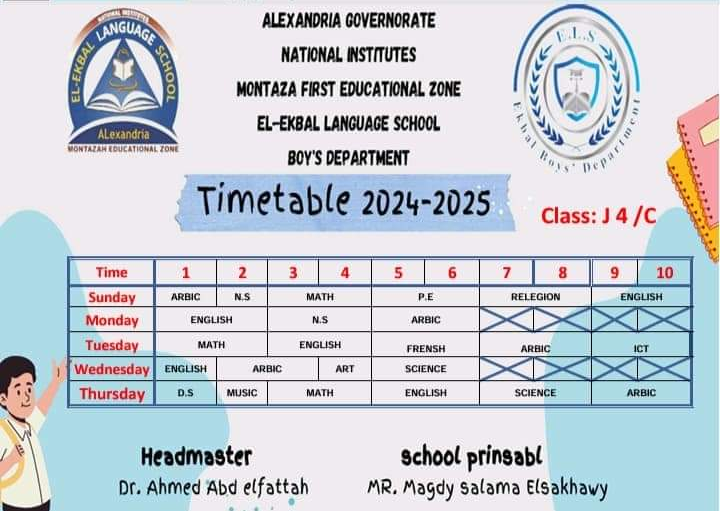 NATIONAL INSTITUTES
EL-EKBAL LANGUAGE SCHOOL
ALexandria
MONTAZAH EDUCATIONAL ZONE
ALEXANDRIA GOVERNORATE
NATIONAL INSTITUTES
MONTAZA FIRST EDUCATIONAL ZONE
EL-EKBAL LANGUAGE SCHOOL
BOY'S DEPARTMENT
E.L.S
Ekbal Boys' Department
Timetable 2024-2025
Class: J 4 /C
Time 1 2 3 4 5 6 7 8 9 10
Sunday ARBIC N.S MATH P.E RELEGION ENGLISH
Monday ENGLISH N.S ARBIC
Tuesday MATH ENGLISH FRENSH ARBIC ICT
Wednesday ENGLISH ARBIC ART SCIENCE
Thursday D.S MUSIC MATH ENGLISH SCIENCE ARBIC
Headmaster
Dr. Ahmed Abd elfattah
school prinsabl
MR. Magdy salama Elsakhawy